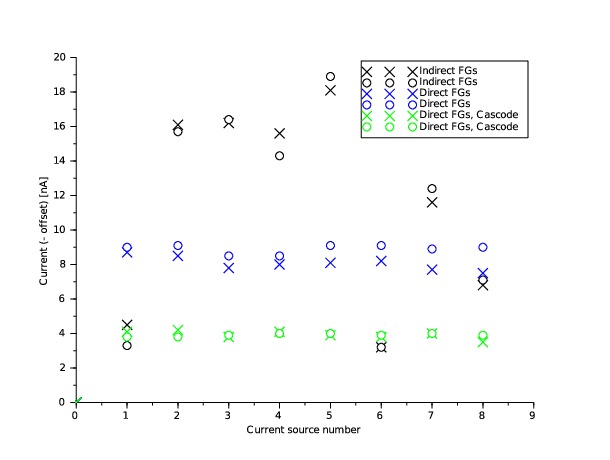 20
18
16
14
12
10
8
6
4
2
0
Current (- offset) [nA]
Indirect FGs
Indirect FGs
Direct FGs
Direct FGs
Direct FGs, Cascode
Direct FGs, Cascode
0 1 2 3 4 5 6 7 8 9
Current source number